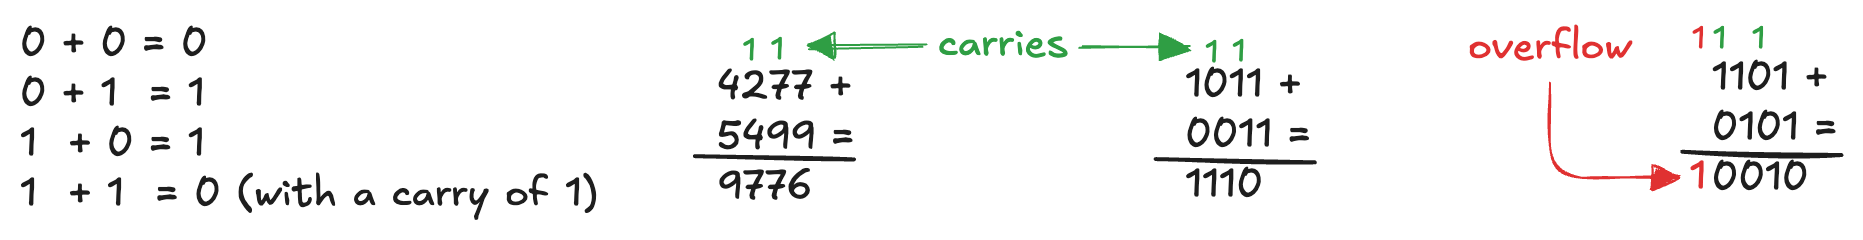 0 + 0 = 0
0 + 1 = 1
1 + 0 = 1
1 + 1 = 0 (with a carry of 1)
1 1
carries
1 1
4277 +
5499 =
9776
1011 +
0011 =
1110
overflow
11 1
1101 +
0101 =
10010